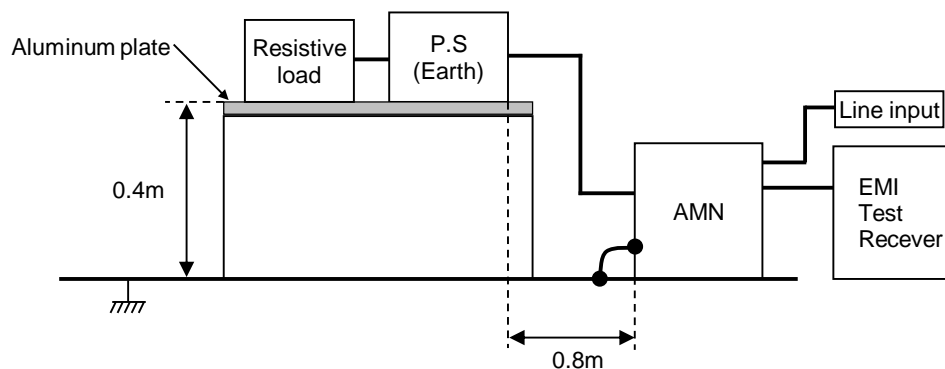 Aluminum plate
Resistive
load
P.S
(Earth)
Line input
0.4m
AMN
EMI
Test
Recever
0.8m